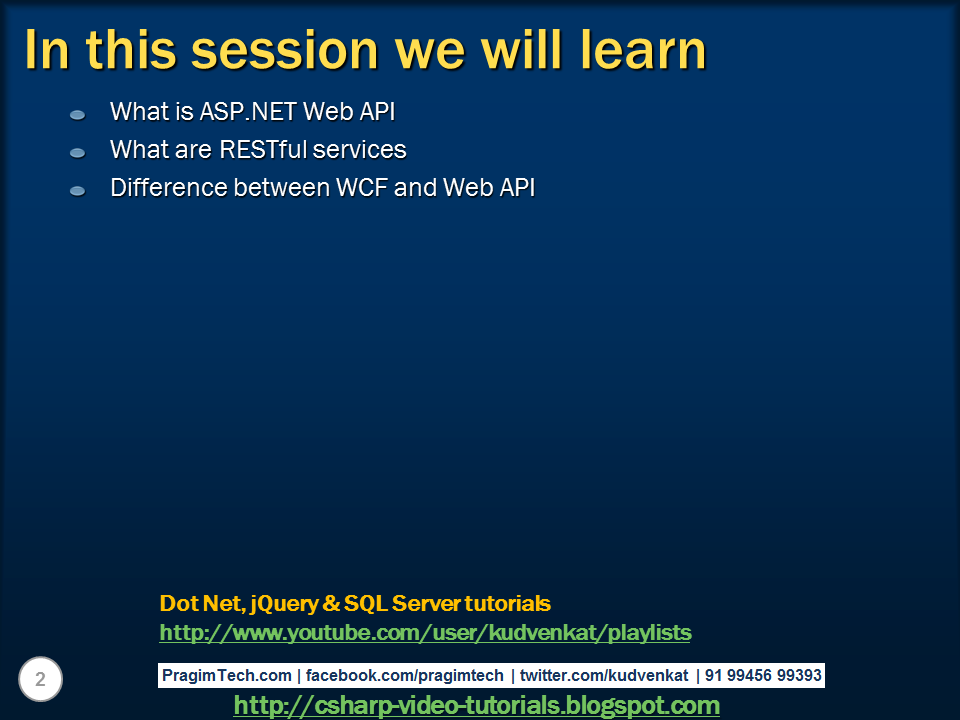 In this session we will learn
What is ASP.NET Web API
What are RESTful services
Difference between WCF and Web API
Dot Net, jQuery & SQL Server tutorials
http://www.youtube.com/user/kudvenkat/playlists
2
PragimTech.com | facebook.com/pragimtech | twitter.com/kudvenkat | 91 99456 99393
http://csharp-video-tutorials.blogspot.com